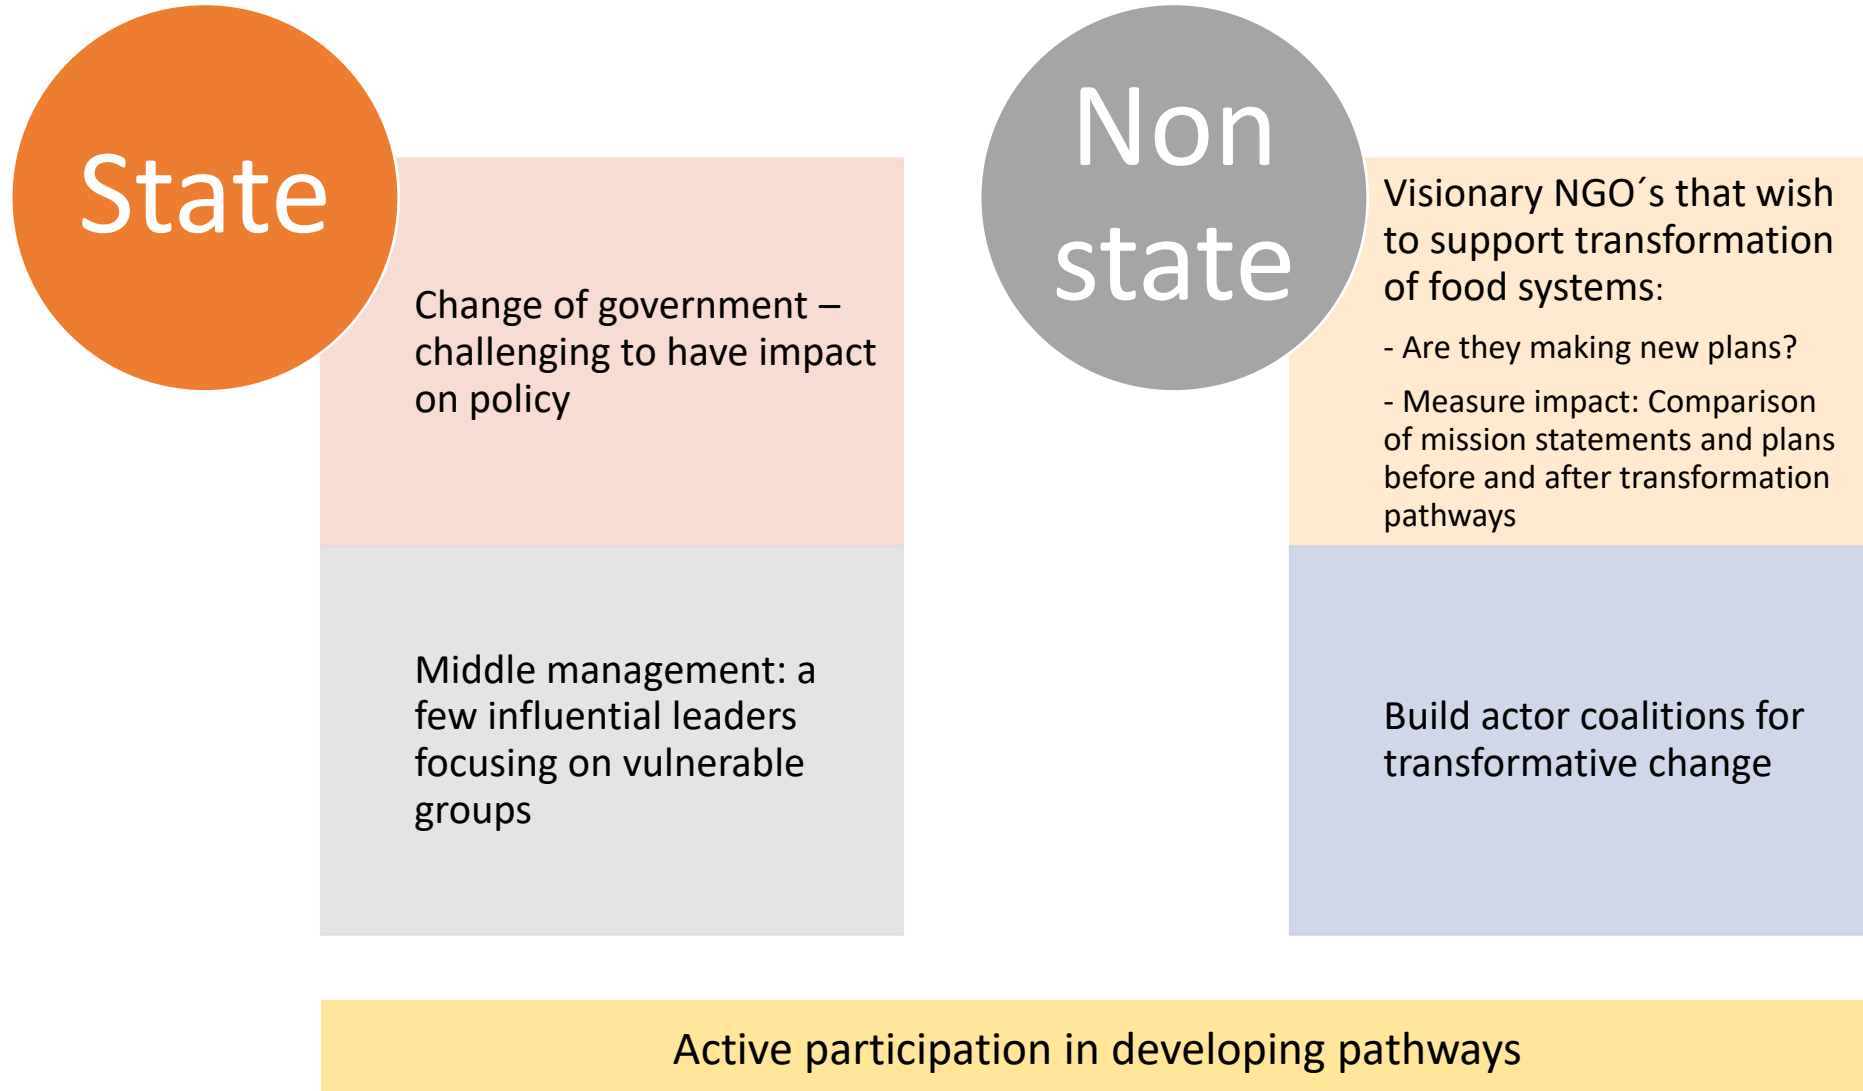 State
Change of government –
challenging to have impact
on policy
Middle management: a
few influential leaders
focusing on vulnerable
groups
Non
state
Visionary NGO´s that wish
to support transformation
of food systems:
- Are they making new plans?
- Measure impact: Comparison
of mission statements and plans
before and after transformation
pathways
Build actor coalitions for
transformative change
Active participation in developing pathways